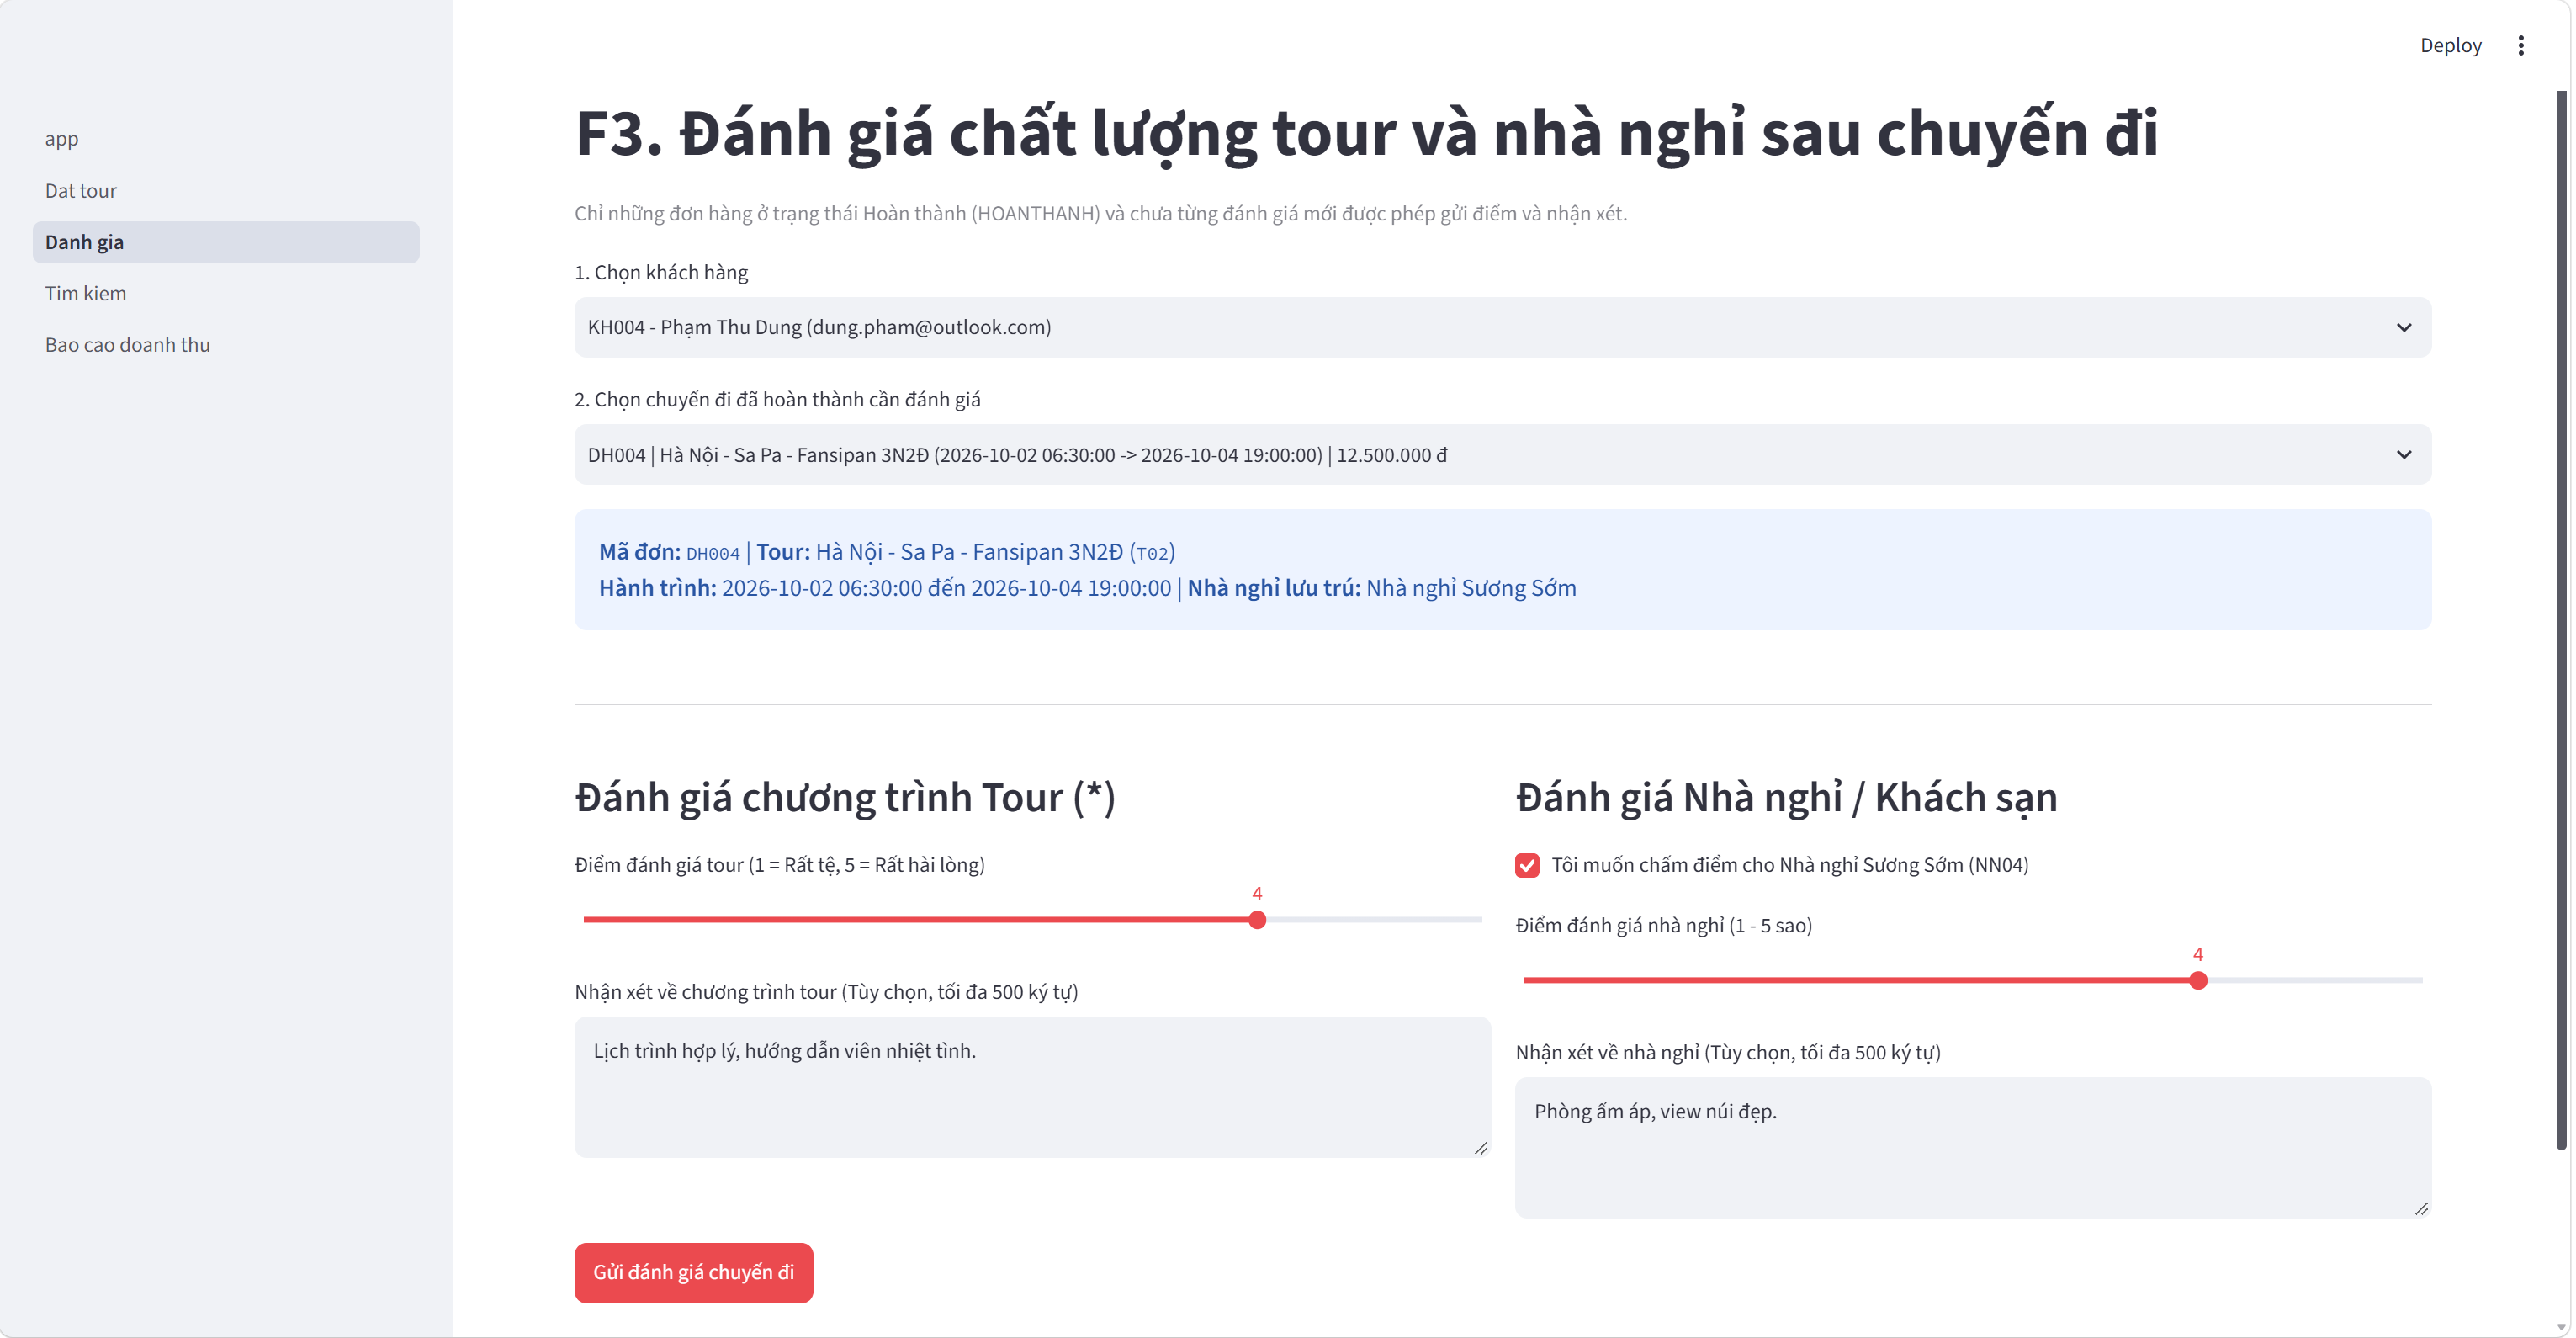 Deploy
app
Dat tour
Danh gia
Tim kiem
Bao cao doanh thu
F3. Đánh giá chất lượng tour và nhà nghỉ sau chuyến đi
Chỉ những đơn hàng ở trạng thái Hoàn thành (HOANTHANH) và chưa từng đánh giá mới được phép gửi điểm và nhận xét.
1. Chọn khách hàng
KH004 - Phạm Thu Dung (dung.pham@outlook.com)
2. Chọn chuyến đi đã hoàn thành cần đánh giá
DH004 | Hà Nội - Sa Pa - Fansipan 3N2Đ (2026-10-02 06:30:00 -> 2026-10-04 19:00:00) | 12.500.000 đ
Mã đơn: DH004 | Tour: Hà Nội - Sa Pa - Fansipan 3N2Đ (T02)
Hành trình: 2026-10-02 06:30:00 đến 2026-10-04 19:00:00 | Nhà nghỉ lưu trú: Nhà nghỉ Sương Sớm
Đánh giá chương trình Tour (*)
Điểm đánh giá tour (1 = Rất tệ, 5 = Rất hài lòng)
4
Nhận xét về chương trình tour (Tùy chọn, tối đa 500 ký tự)
Lịch trình hợp lý, hướng dẫn viên nhiệt tình.
Đánh giá Nhà nghỉ / Khách sạn
Tôi muốn chấm điểm cho Nhà nghỉ Sương Sớm (NN04)
Điểm đánh giá nhà nghỉ (1 - 5 sao)
4
Nhận xét về nhà nghỉ (Tùy chọn, tối đa 500 ký tự)
Phòng ấm áp, view núi đẹp.
Gửi đánh giá chuyến đi